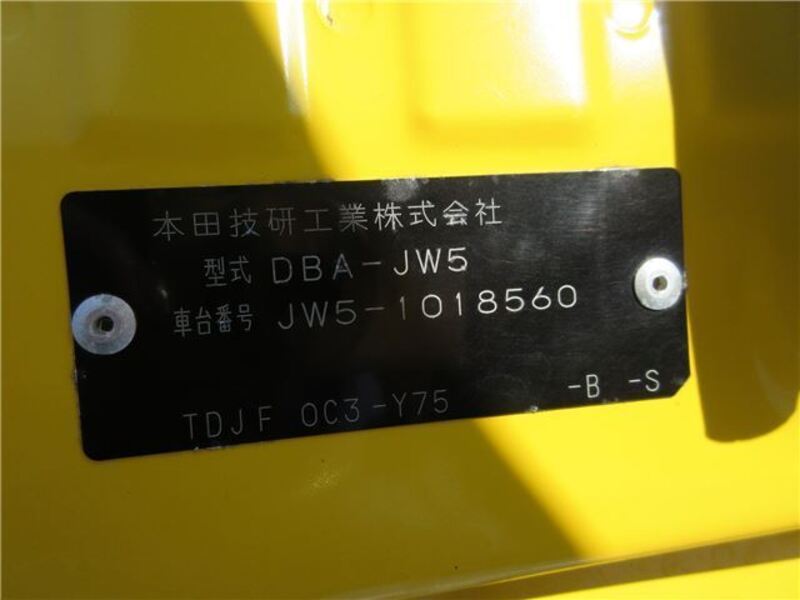 本田技研工業株式会社
型式 DBA-JW5
車台番号 JW5-1018560
TDJF 0C3-Y75 -B -S